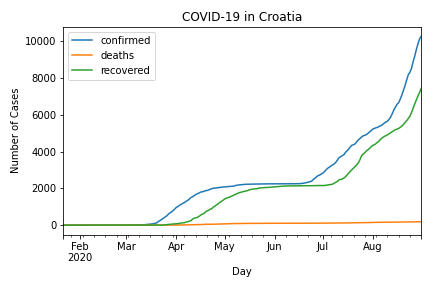 COVID-19 in Croatia
confirmed
deaths
recovered
Number of Cases
10000
8000
6000
4000
2000
0
Feb Mar Apr May Jun Jul Aug
2020
Day